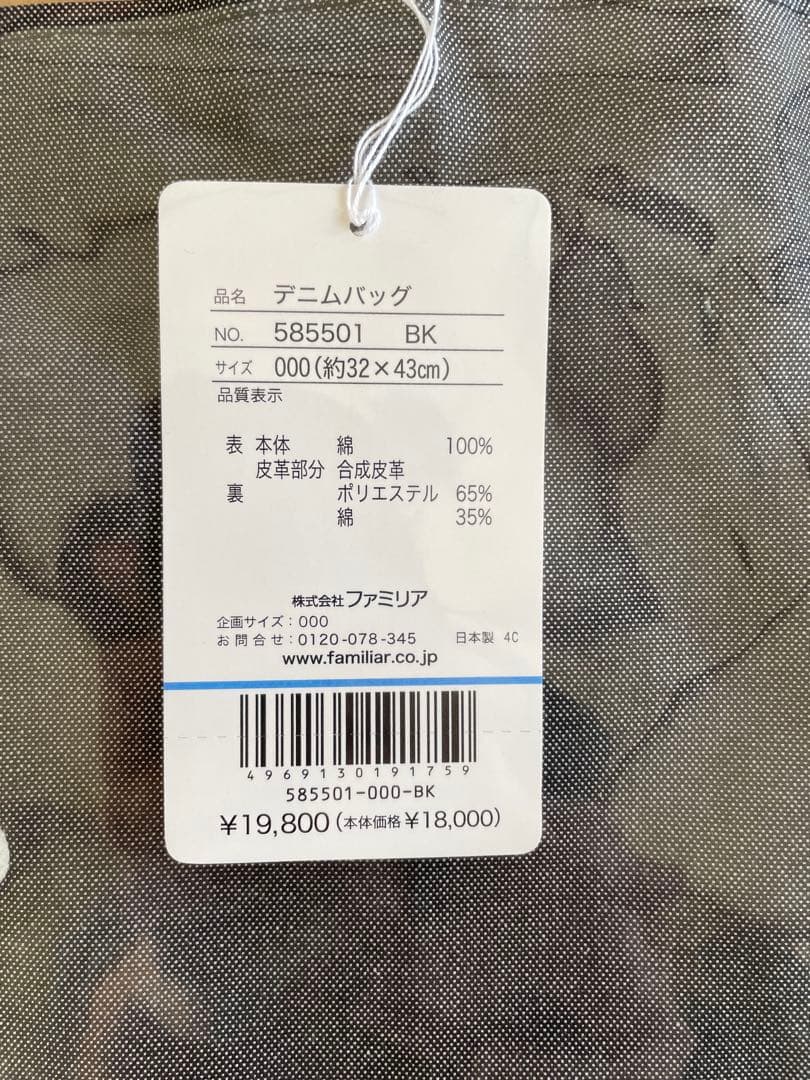 品名 デニムバッグ
NO. 585501 BK
サイズ 000(約32×43cm)
品質表示
表 本体 綿 100%
皮革部分 合成皮革
裏 ポリエステル 65%
綿 35%
株式会社ファミリア
企画サイズ:000
お問合せ:0120-078-345 日本製 4C
www.familiar.co.jp
4969130191759
585501-000-BK
¥19,800(本体価格¥18,000)